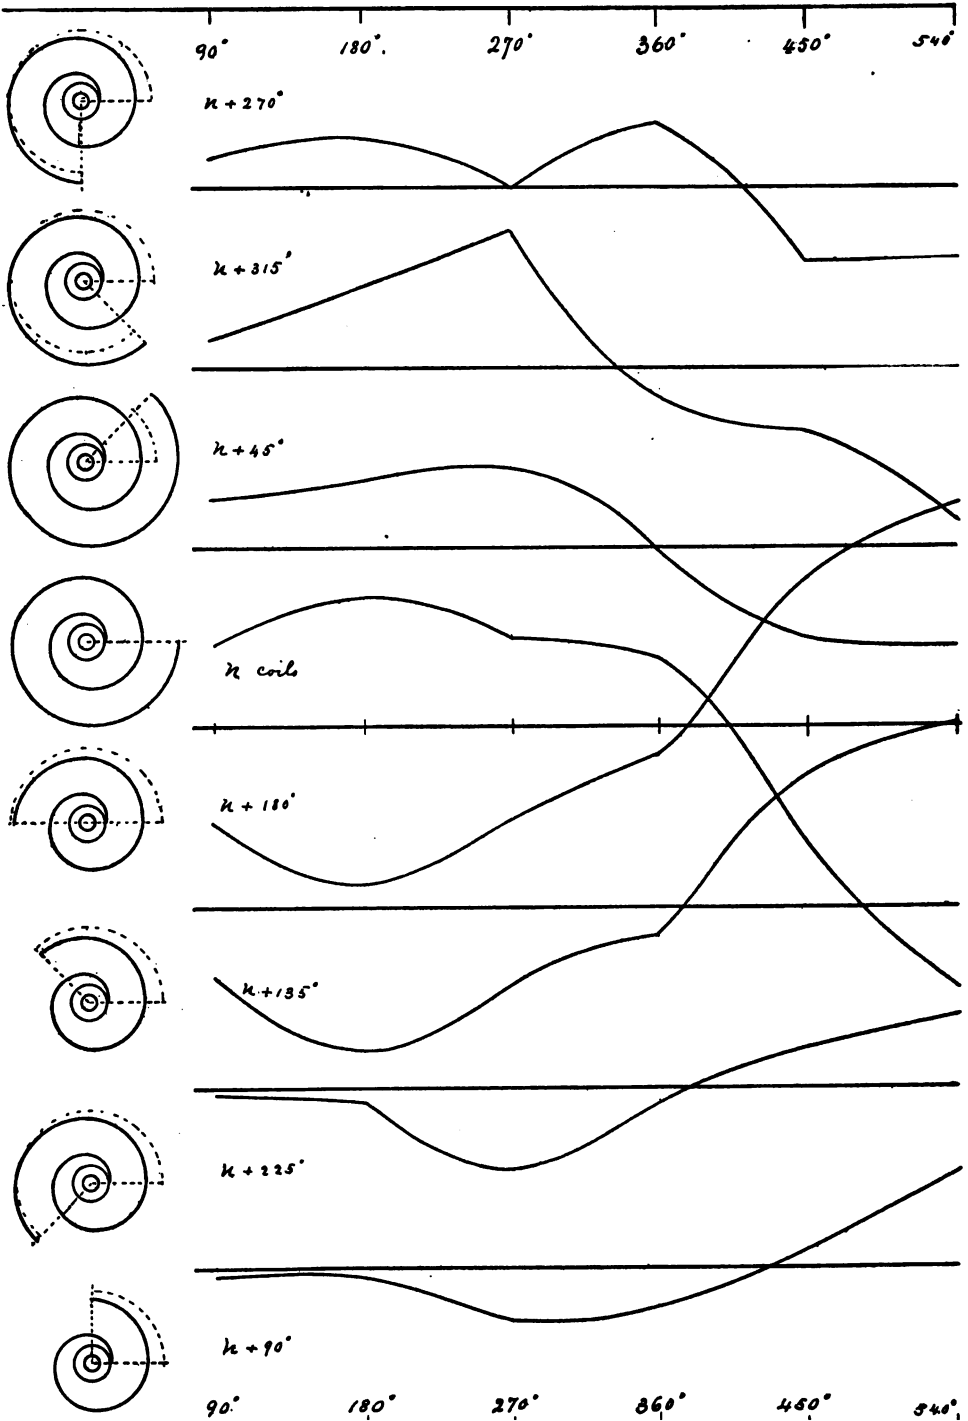 90° 180°. 270° 360° 450° 540°
n + 270°
n + 315°
n + 45°
n coils
n + 180°
n + 135°
n + 225°
n + 90°
90° 180° 270° 360° 450° 540°